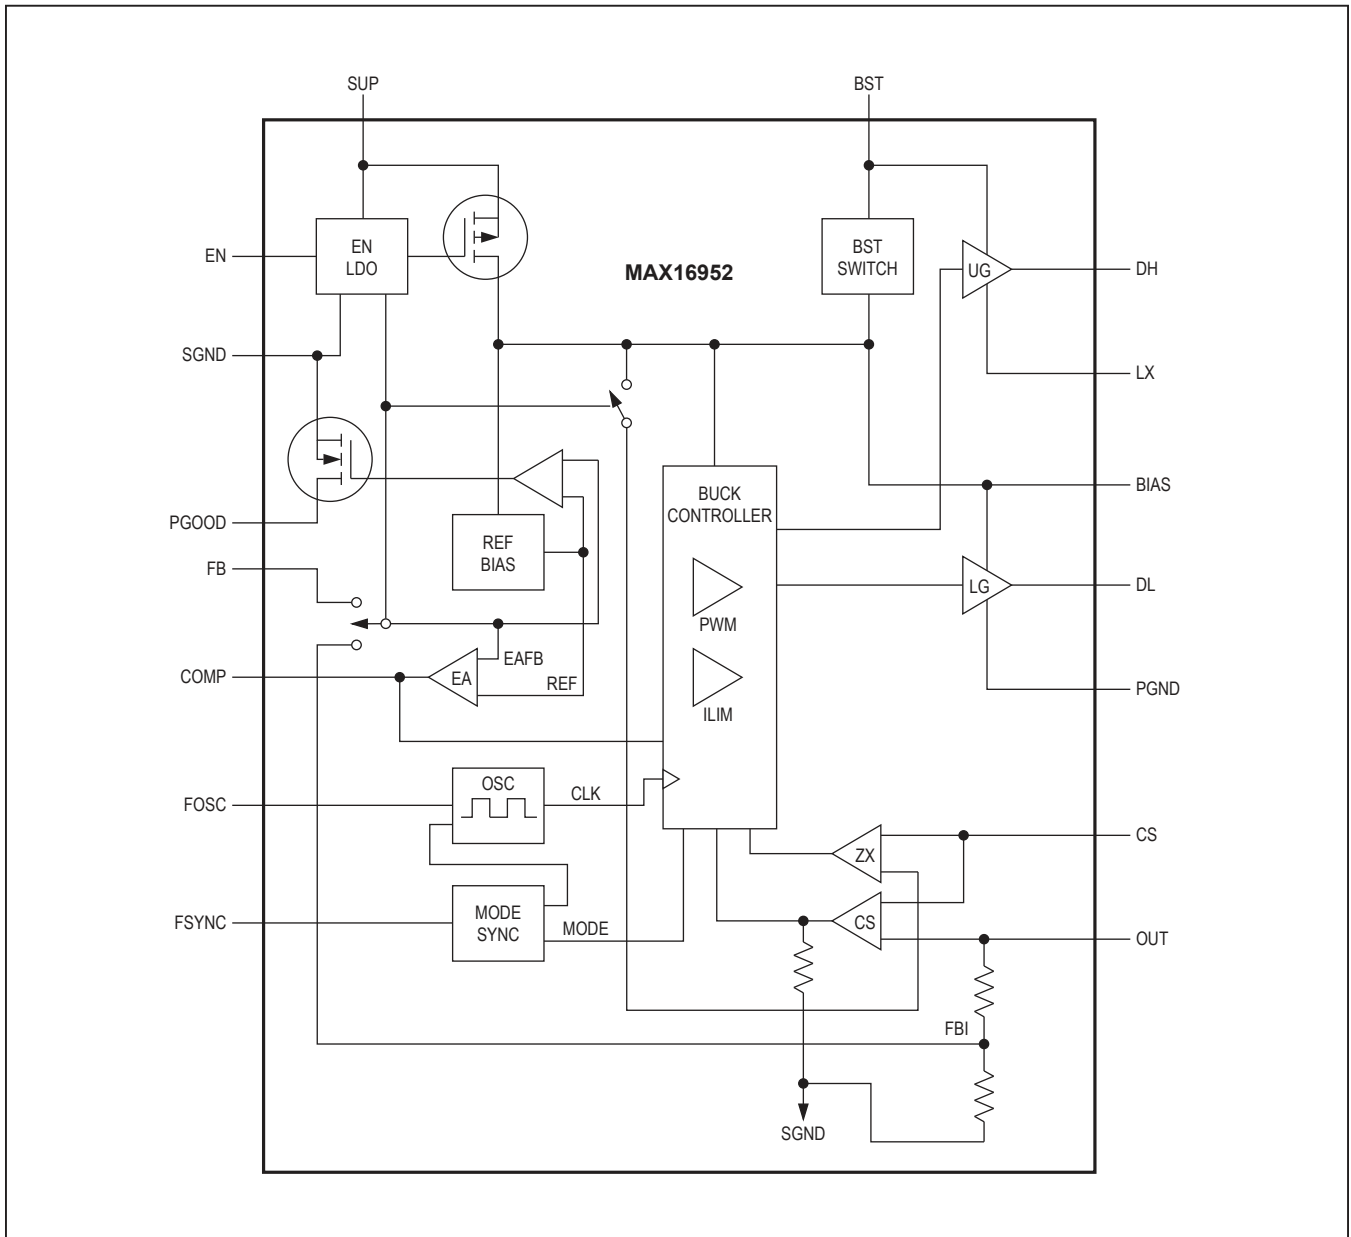 SUP
BST
EN
EN
LDO
MAX16952
BST
SWITCH
UG
DH
SGND
LX
BUCK
CONTROLLER
BIAS
PGOOD
REF
BIAS
FB
PWM
LG
DL
EAFB
COMP
EA
REF
ILIM
PGND
OSC
CLK
FOSC
ZX
CS
MODE
SYNC
FSYNC
MODE
CS
OUT
FBI
SGND